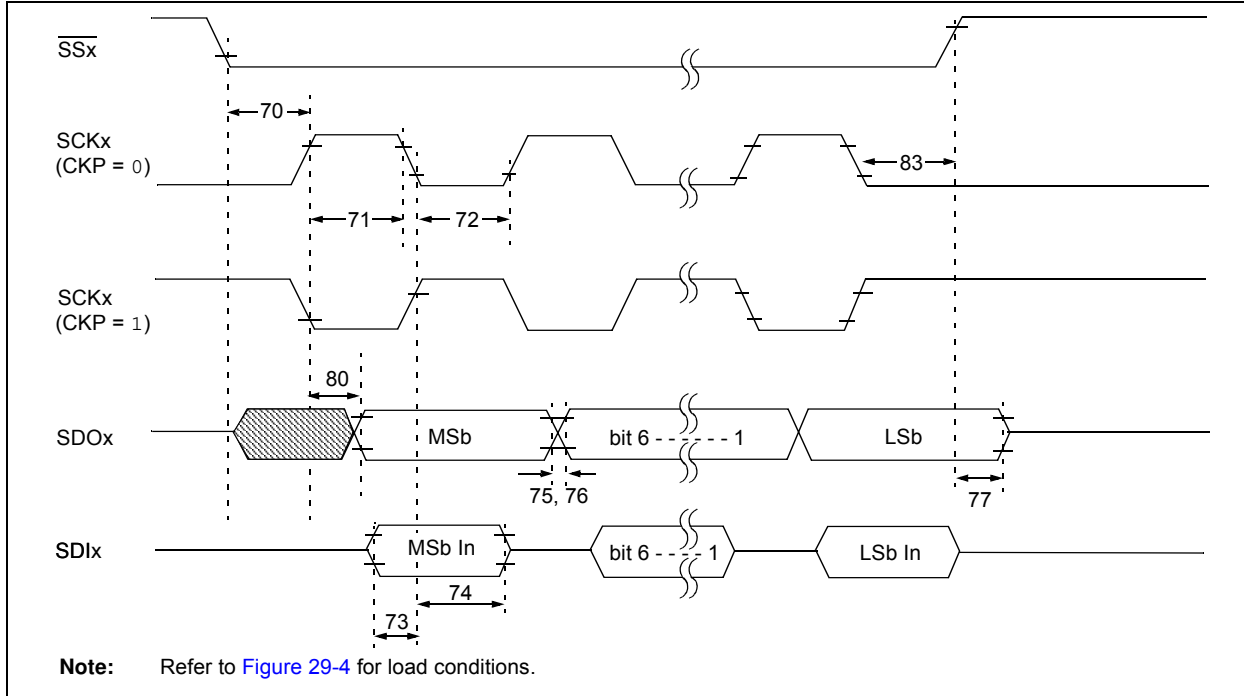 SSx
70
SCKx
(CKP = 0)
83
71
72
SCKx
(CKP = 1)
80
SDOx
MSb
bit 6 - - - - - - 1
LSb
75, 76
77
SDIx
MSb In
bit 6 - - - - 1
LSb In
74
73
Note: Refer to Figure 29-4 for load conditions.